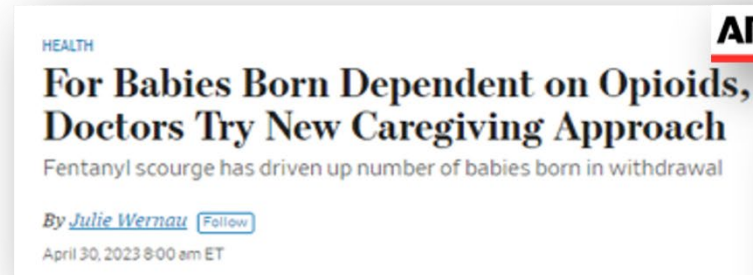 HEALTH
For Babies Born Dependent on Opioids,
Doctors Try New Caregiving Approach
Fentanyl scourge has driven up number of babies born in withdrawal
By Julie Wernau Follow
April 30, 2023 8:00 am ET